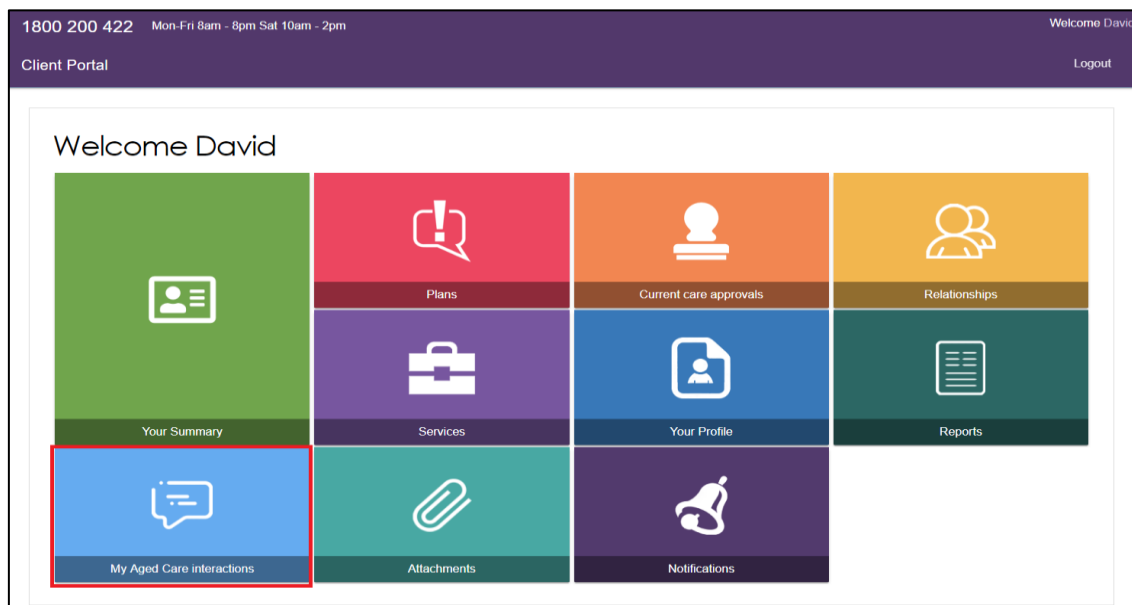 1800 200 422 Mon-Fri 8am - 8pm Sat 10am - 2pm Welcome David
Client Portal Logout
Welcome David
Plans Current care approvals Relationships
Your Summary Services Your Profile Reports
My Aged Care interactions Attachments Notifications